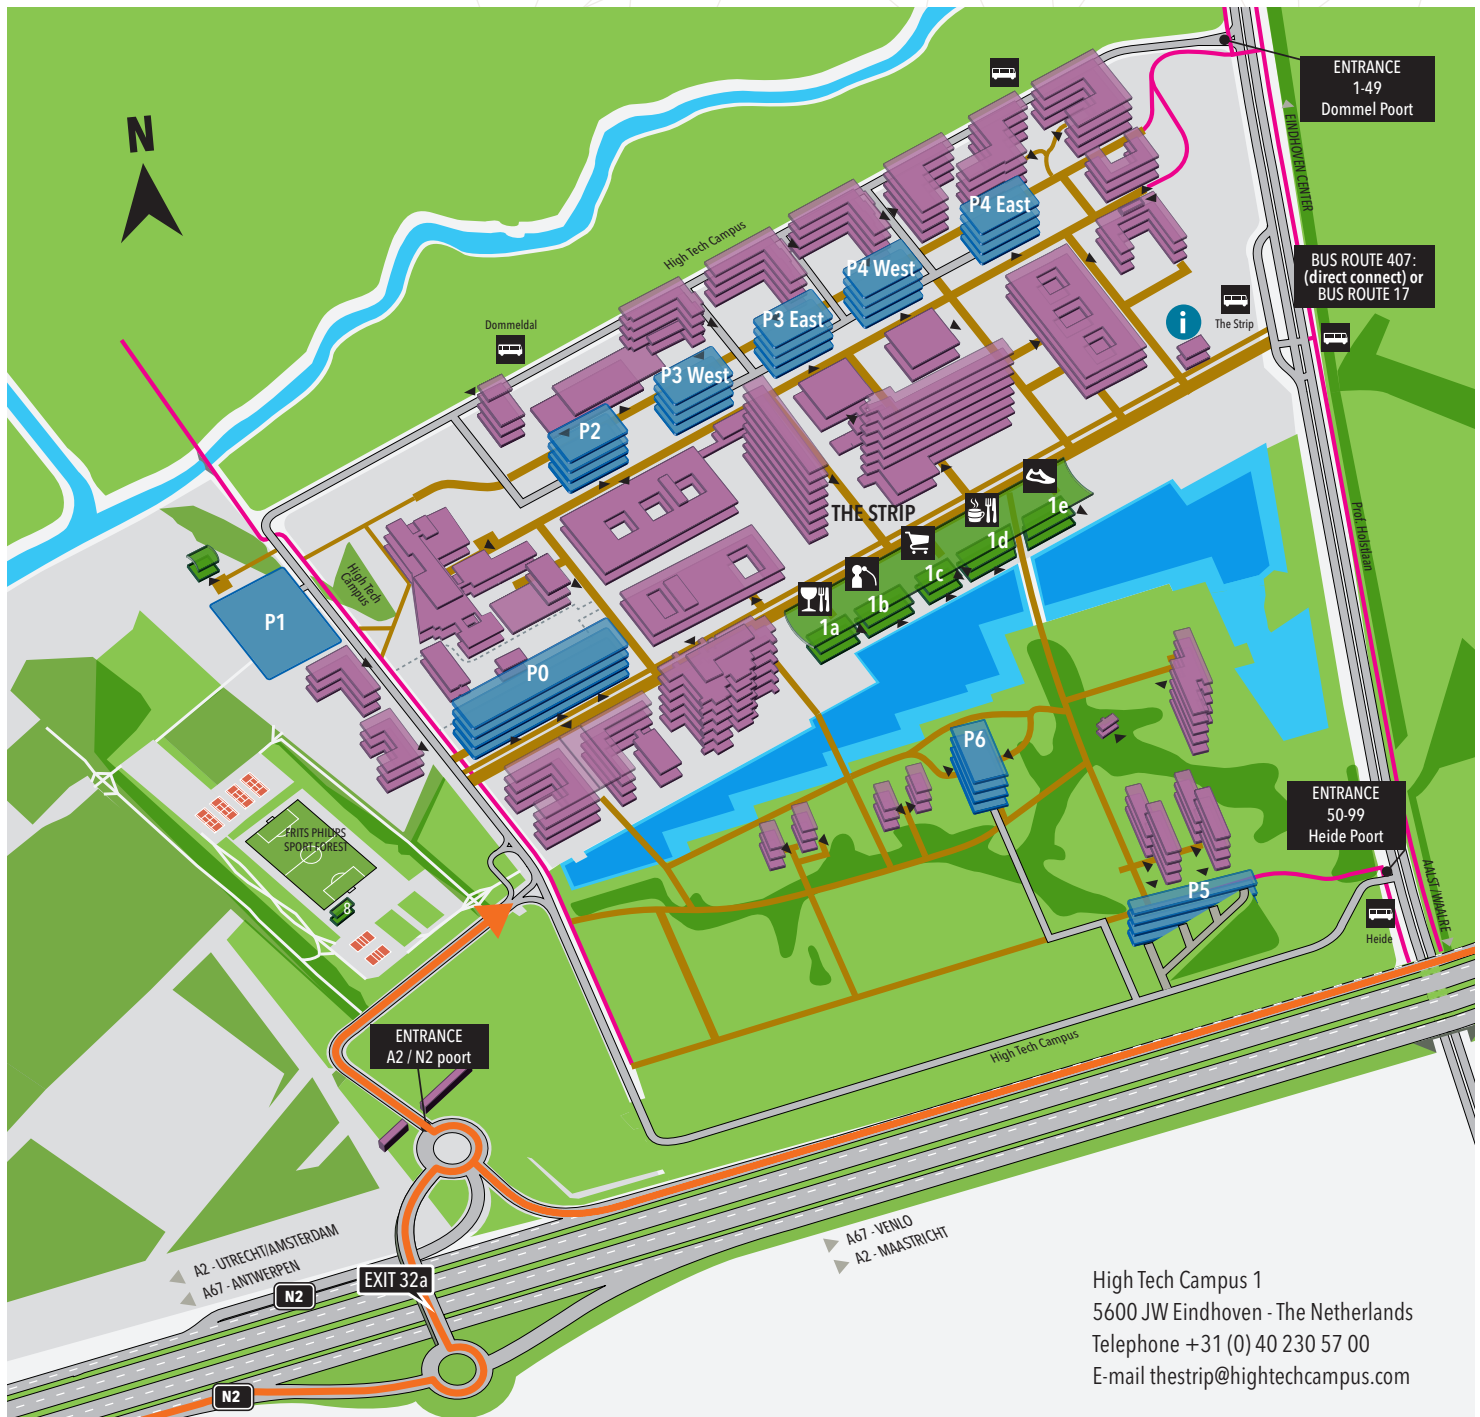 N
ENTRANCE
1-49
Dommel Poort
EINDHOVEN CENTER
High Tech Campus
P4 East
P4 West
BUS ROUTE 407:
(direct connect) or
BUS ROUTE 17
i
The Strip
Dommeldal
P3 East
P3 West
P2
THE STRIP
1e
1d
1c
1b
1a
Prof. Holstlaan
High Tech
Campus
P1
P0
P6
ENTRANCE
50-99
Heide Poort
FRITS PHILIPS
SPORT FOREST
8
P5
AALST/WAALRE
Heide
ENTRANCE
A2 / N2 poort
High Tech Campus
A2 - UTRECHT/AMSTERDAM
A67 - ANTWERPEN
A67 - VENLO
A2 - MAASTRICHT
EXIT 32a
N2
N2
High Tech Campus 1
5600 JW Eindhoven - The Netherlands
Telephone +31 (0) 40 230 57 00
E-mail thestrip@hightechcampus.com